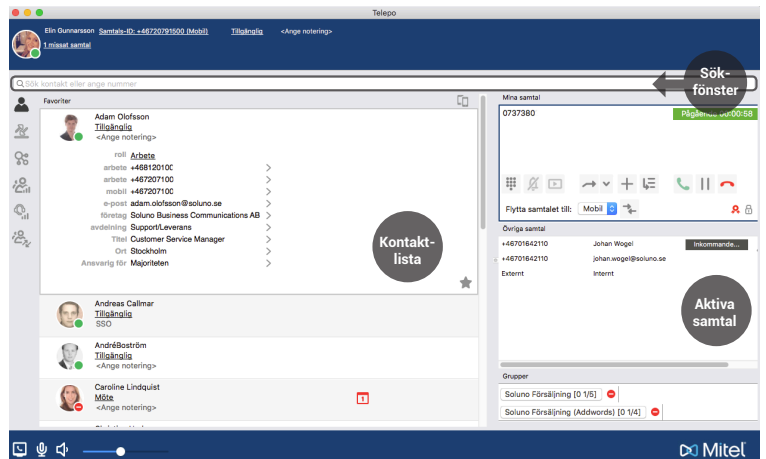 Telepo
Elin Gunnarsson Samtals-ID: +46720791500 (Mobil) Tillgänglig <Ange notering>
1 missat samtal
Sök kontakt eller ange nummer
Sök-
fönster
Favoriter
Adam Olofsson
Tillgänglig
<Ange notering>
roll Arbete
arbete +468120100
arbete +467207100
mobil +467207100
e-post adam.olofsson@soluno.se
företag Soluno Business Communications AB
avdelning Support/Leverans
Titel Customer Service Manager
Ort Stockholm
Ansvarig för Majoriteten
Kontakt-
lista
Andreas Callmar
Tillgänglig
SSO
AndréBoström
Tillgänglig
<Ange notering>
Caroline Lindquist
Möte
<Ange notering>
1
Mina samtal
0737380 Pågående 00:00:58
Flytta samtalet till: Mobil
Övriga samtal
+46701642110 Johan Wogel Inkommande...
+46701642110 johan.wogel@soluno.se
Externt Internt
Aktiva
samtal
Grupper
Soluno Försäljning [0 1/5]
Soluno Försäljning (Addwords) [0 1/4]
Mitel